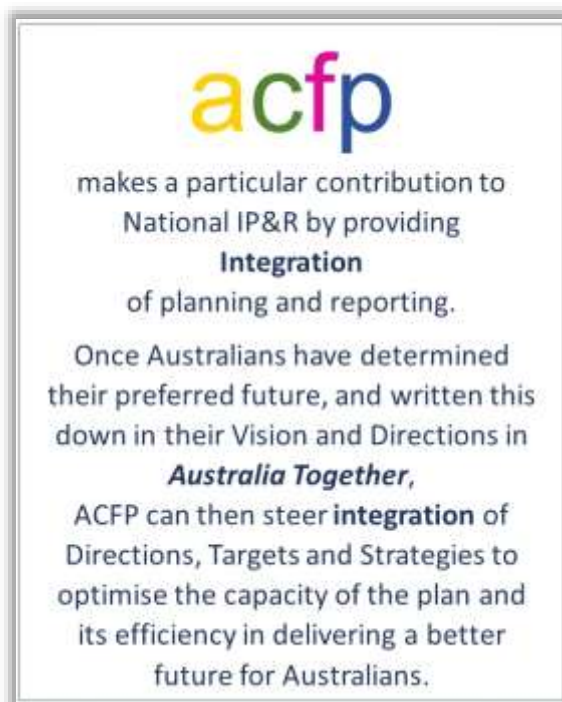 acfp
makes a particular contribution to
National IP&R by providing
Integration
of planning and reporting.
Once Australians have determined
their preferred future, and written this
down in their Vision and Directions in
Australia Together,
ACFP can then steer integration of
Directions, Targets and Strategies to
optimise the capacity of the plan and
its efficiency in delivering a better
future for Australians.